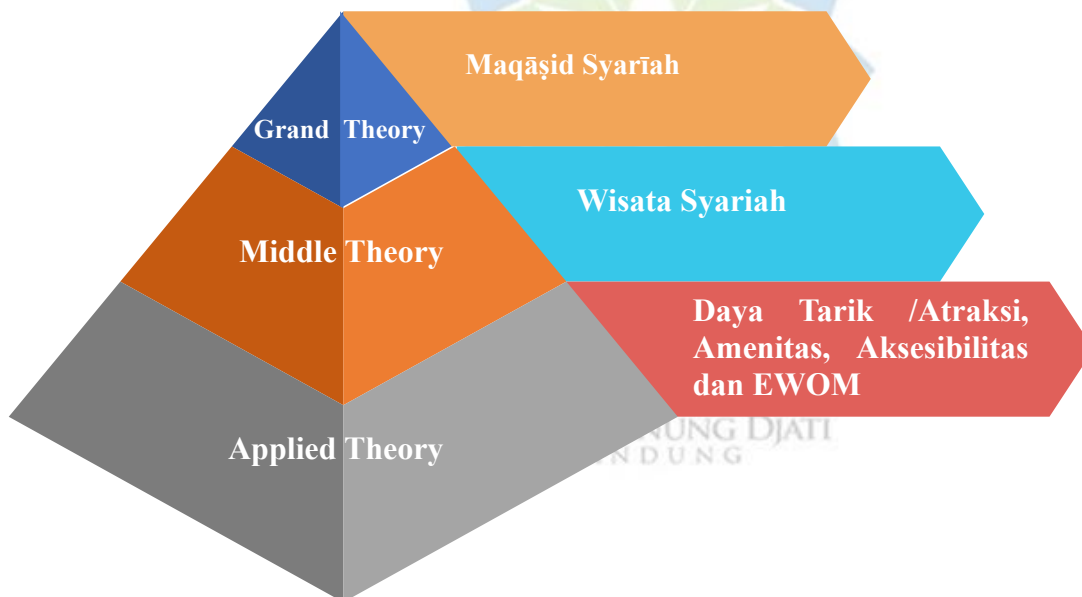 Maqāṣid Syarīah
Grand Theory
Wisata Syariah
Middle Theory
Daya Tarik /Atraksi,
Amenitas, Aksesibilitas
dan EWOM
NUNG DJATI
Applied Theory
NDUNG